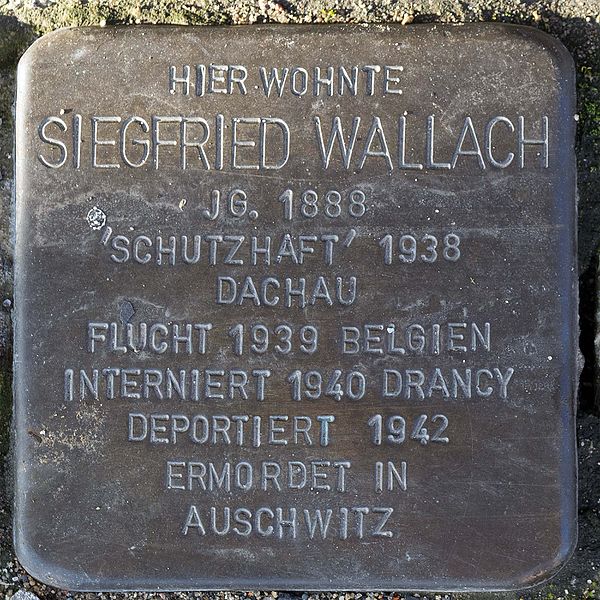 HIER WOHNTE
SIEGFRIED WALLACH
JG. 1888
'SCHUTZHAFT' 1938
DACHAU
FLUCHT 1939 BELGIEN
INTERNIERT 1940 DRANCY
DEPORTIERT 1942
ERMORDET IN
AUSCHWITZ